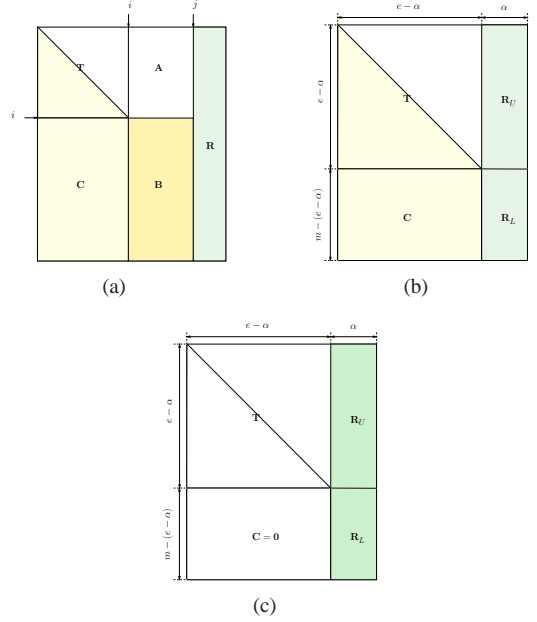 i j
T A
i
R
C B
(a)
e − α α
e − α
T R_U
m − (e − α)
C R_L
(b)
e − α α
e − α
T R_U
m − (e − α)
C = 0 R_L
(c)